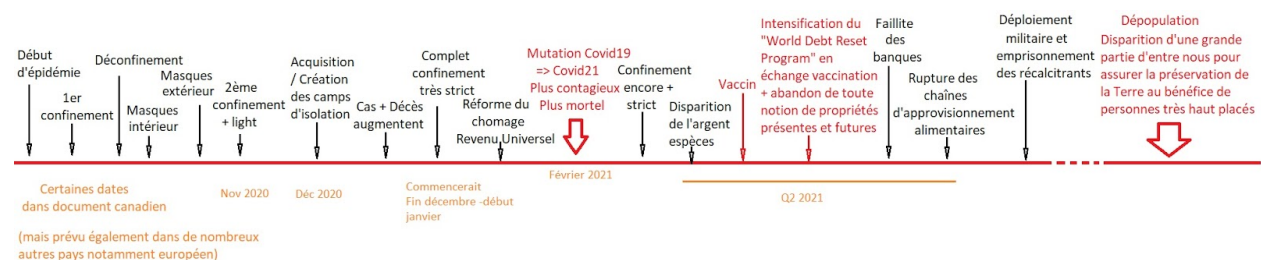 Début
d'épidémie
1er
confinement
Déconfinement
Masques
intérieur
Masques
extérieur
2ème
confinement
+ light
Acquisition
/ Création
des camps
d'isolation
Cas + Décès
augmentent
Complet
confinement
très strict
Réforme du
chomage
Revenu Universel
Mutation Covid19
=> Covid21
Plus contagieux
Plus mortel
Confinement
encore +
strict
Disparition
de l'argent
espèces
Vaccin
Intensification du
"World Debt Reset
Program" en
échange vaccination
+ abandon de toute
notion de propriétés
présentes et futures
Faillite
des
banques
Rupture des
chaînes
d'approvisionnement
alimentaires
Déploiement
militaire et
emprisonnement
des récalcitrants
Dépopulation
Disparition d'une grande
partie d'entre nous pour
assurer la préservation de
la Terre au bénéfice de
personnes très haut placés
Certaines dates
dans document canadien
(mais prévu également dans de nombreux
autres pays notamment européen)
Nov 2020
Déc 2020
Commencerait
Fin décembre -début
janvier
Février 2021
Q2 2021